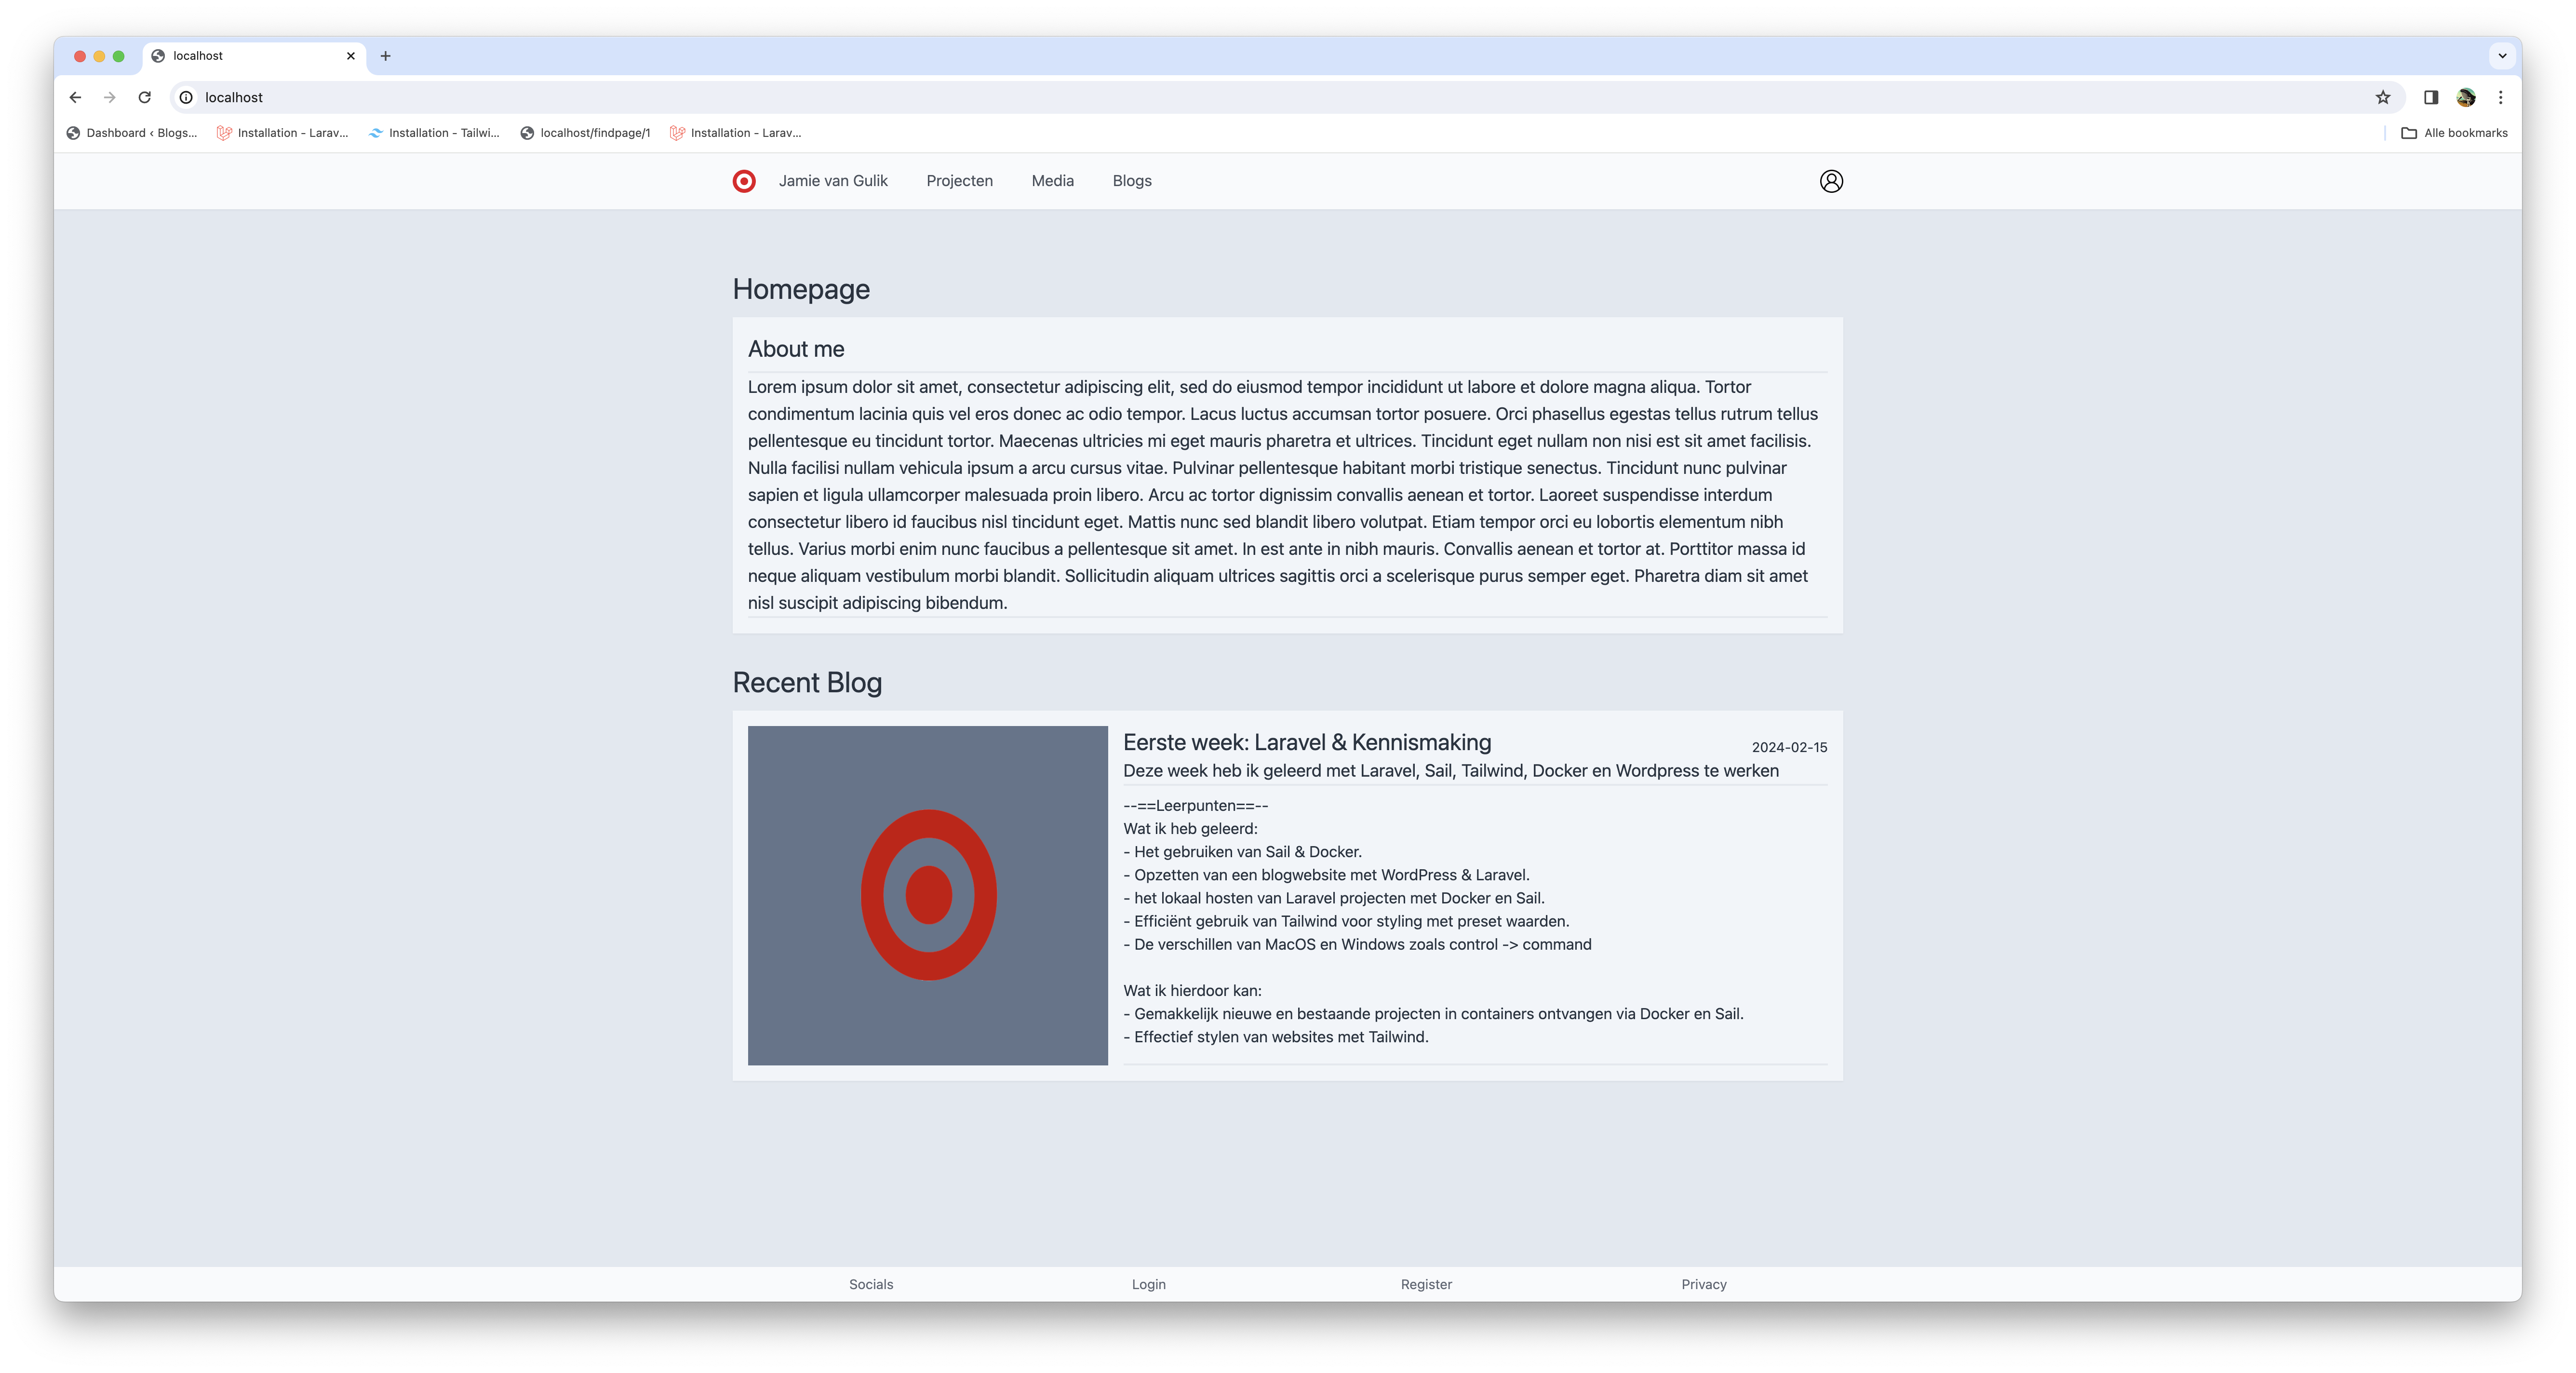 localhost
localhost
Dashboard ‹ Blogs...
Installation - Larav...
Installation - Tailwi...
localhost/findpage/1
Installation - Larav...
Alle bookmarks
Jamie van Gulik
Projecten
Media
Blogs
Homepage
About me
Lorem ipsum dolor sit amet, consectetur adipiscing elit, sed do eiusmod tempor incididunt ut labore et dolore magna aliqua. Tortor
condimentum lacinia quis vel eros donec ac odio tempor. Lacus luctus accumsan tortor posuere. Orci phasellus egestas tellus rutrum tellus
pellentesque eu tincidunt tortor. Maecenas ultricies mi eget mauris pharetra et ultrices. Tincidunt eget nullam non nisi est sit amet facilisis.
Nulla facilisi nullam vehicula ipsum a arcu cursus vitae. Pulvinar pellentesque habitant morbi tristique senectus. Tincidunt nunc pulvinar
sapien et ligula ullamcorper malesuada proin libero. Arcu ac tortor dignissim convallis aenean et tortor. Laoreet suspendisse interdum
consectetur libero id faucibus nisl tincidunt eget. Mattis nunc sed blandit libero volutpat. Etiam tempor orci eu lobortis elementum nibh
tellus. Varius morbi enim nunc faucibus a pellentesque sit amet. In est ante in nibh mauris. Convallis aenean et tortor at. Porttitor massa id
neque aliquam vestibulum morbi blandit. Sollicitudin aliquam ultrices sagittis orci a scelerisque purus semper eget. Pharetra diam sit amet
nisl suscipit adipiscing bibendum.
Recent Blog
Eerste week: Laravel & Kennismaking
2024-02-15
Deze week heb ik geleerd met Laravel, Sail, Tailwind, Docker en Wordpress te werken
--==Leerpunten==--
Wat ik heb geleerd:
- Het gebruiken van Sail & Docker.
- Opzetten van een blogwebsite met WordPress & Laravel.
- het lokaal hosten van Laravel projecten met Docker en Sail.
- Efficiënt gebruik van Tailwind voor styling met preset waarden.
- De verschillen van MacOS en Windows zoals control -> command
Wat ik hierdoor kan:
- Gemakkelijk nieuwe en bestaande projecten in containers ontvangen via Docker en Sail.
- Effectief stylen van websites met Tailwind.
Socials
Login
Register
Privacy